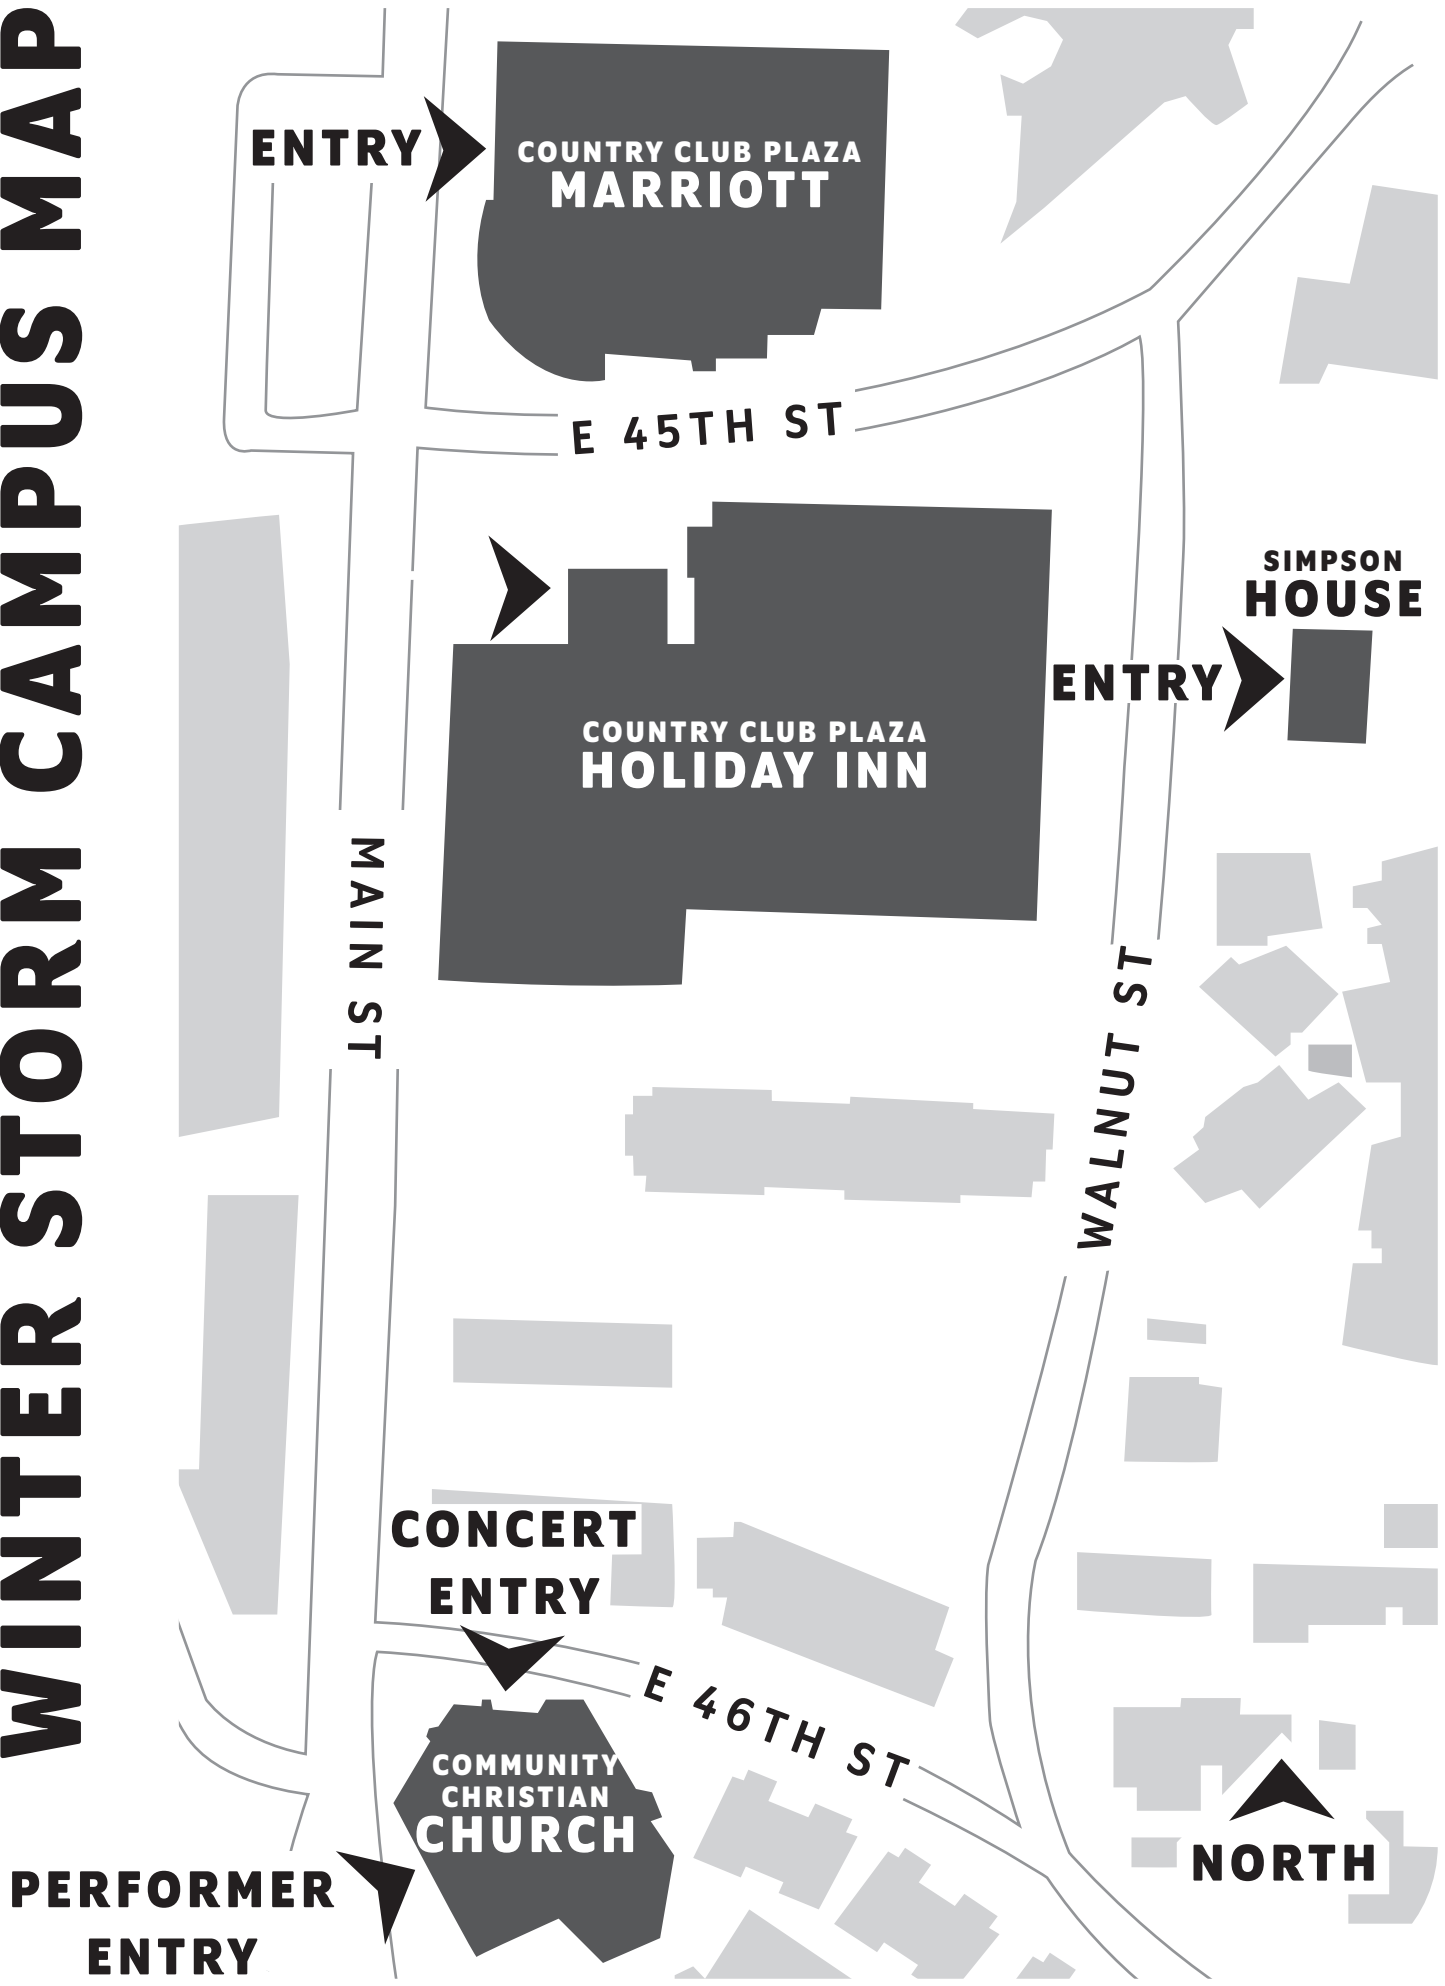 WINTER STORM CAMPUS MAP
ENTRY
COUNTRY CLUB PLAZA
MARRIOTT
E 45TH ST
SIMPSON
HOUSE
ENTRY
COUNTRY CLUB PLAZA
HOLIDAY INN
MAIN ST
WALNUT ST
CONCERT
ENTRY
E 46TH ST
COMMUNITY
CHRISTIAN
CHURCH
NORTH
PERFORMER
ENTRY